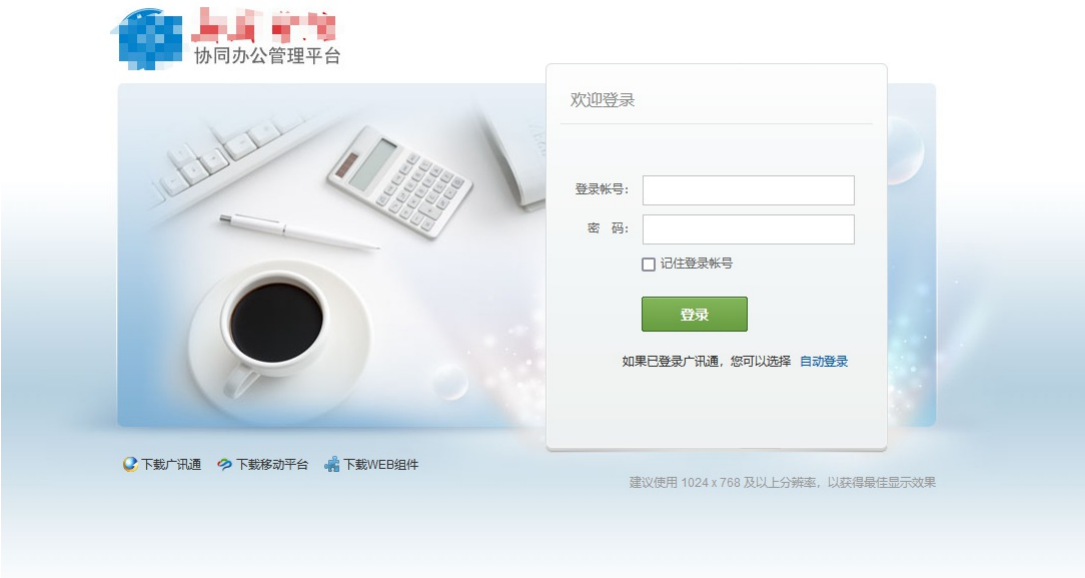 协同办公管理平台
欢迎登录
登录帐号:
密 码:
记住登录帐号
登录
如果已登录广讯通，您可以选择 自动登录
下载广讯通 下载移动平台 下载WEB组件
建议使用 1024 x 768 及以上分辨率，以获得最佳显示效果